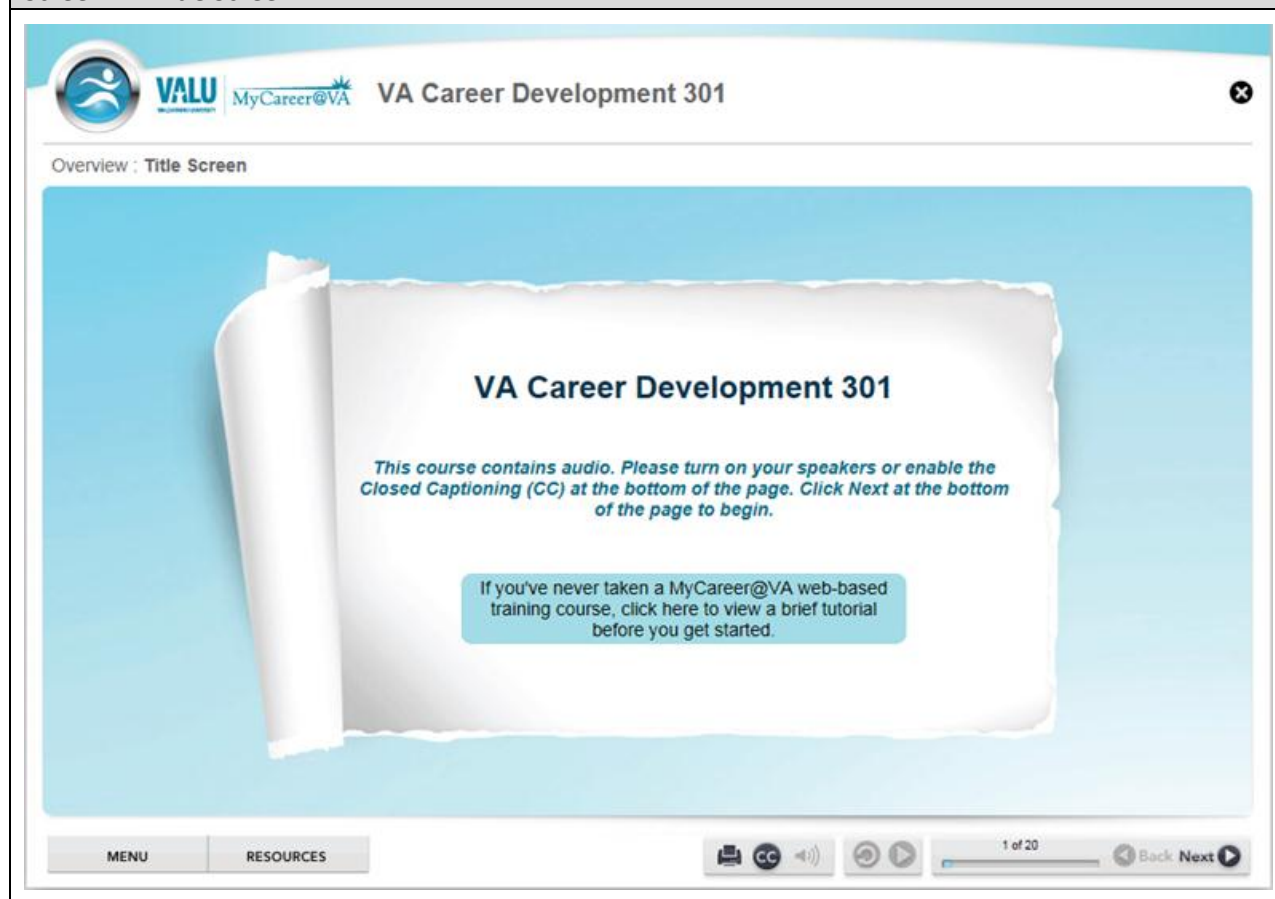 VALU
MyCareer@VA
VA Career Development 301
Overview : Title Screen
VA Career Development 301
This course contains audio. Please turn on your speakers or enable the
Closed Captioning (CC) at the bottom of the page. Click Next at the bottom
of the page to begin.
If you've never taken a MyCareer@VA web-based
training course, click here to view a brief tutorial
before you get started.
MENU
RESOURCES
CC
1 of 20
Back Next